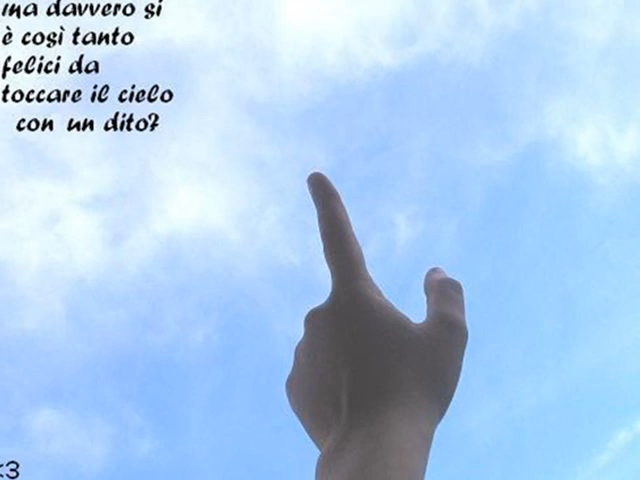 ma davvero si
è così tanto
felici da
toccare il cielo
con un dito?
<3